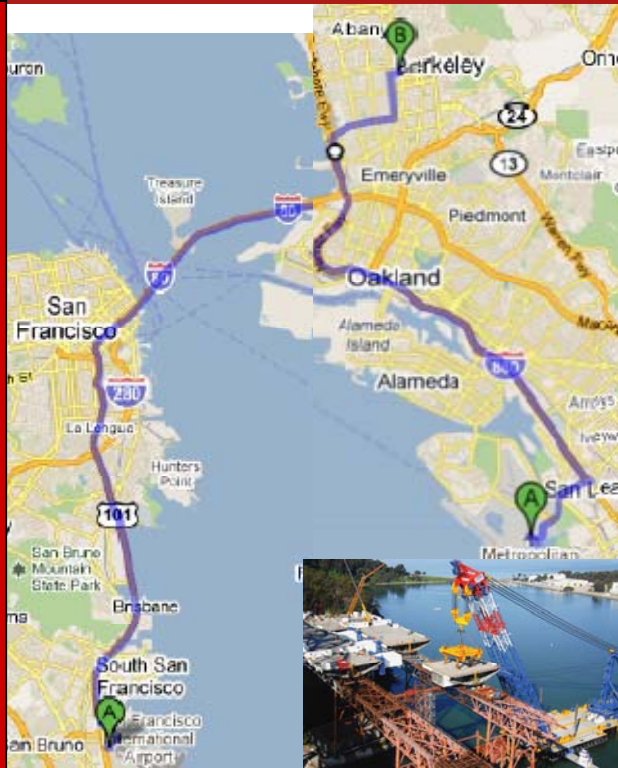 Albany
B
Berkeley
24
13
Emeryville
Montclair
Piedmont
Warren Fwy
Treasure
Island
80
80
Oakland
San
Francisco
Alameda
Island
880
Alameda
280
Hunters
Point
101
A
San Lea
Metropolitan
San Bruno
Mountain
State Park
Brisbane
South San
Francisco
A
Francisco
International
Airport
San Bruno